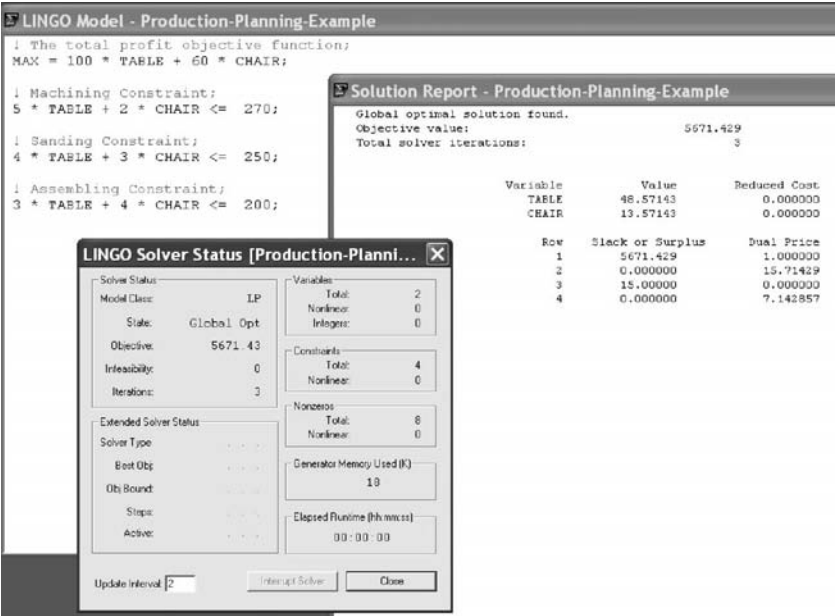 LINGO Model - Production-Planning-Example
! The total profit objective function;
MAX = 100 * TABLE + 60 * CHAIR;
! Machining Constraint;
5 * TABLE + 2 * CHAIR <= 270;
! Sanding Constraint;
4 * TABLE + 3 * CHAIR <= 250;
! Assembling Constraint;
3 * TABLE + 4 * CHAIR <= 200;
Solution Report - Production-Planning-Example
Global optimal solution found.
Objective value: 5671.429
Total solver iterations: 3
Variable Value Reduced Cost
TABLE 48.57143 0.000000
CHAIR 13.57143 0.000000
Row Slack or Surplus Dual Price
1 5671.429 1.000000
2 0.000000 15.71429
3 15.00000 0.000000
4 0.000000 7.142857
LINGO Solver Status [Production-Planni...
Solver Status
Model Class: LP
State: Global Opt
Objective: 5671.43
Infeasibility: 0
Iterations: 3
Extended Solver Status
Solver Type . . .
Best Obj: . . .
Obj Bound: . . .
Steps: . . .
Active: . . .
Variables
Total: 2
Nonlinear: 0
Integers: 0
Constraints
Total: 4
Nonlinear: 0
Nonzeros
Total: 8
Nonlinear: 0
Generator Memory Used (K)
18
Elapsed Runtime (hh:mm:ss)
00:00:00
Update Interval: 2
Interrupt Solver
Close